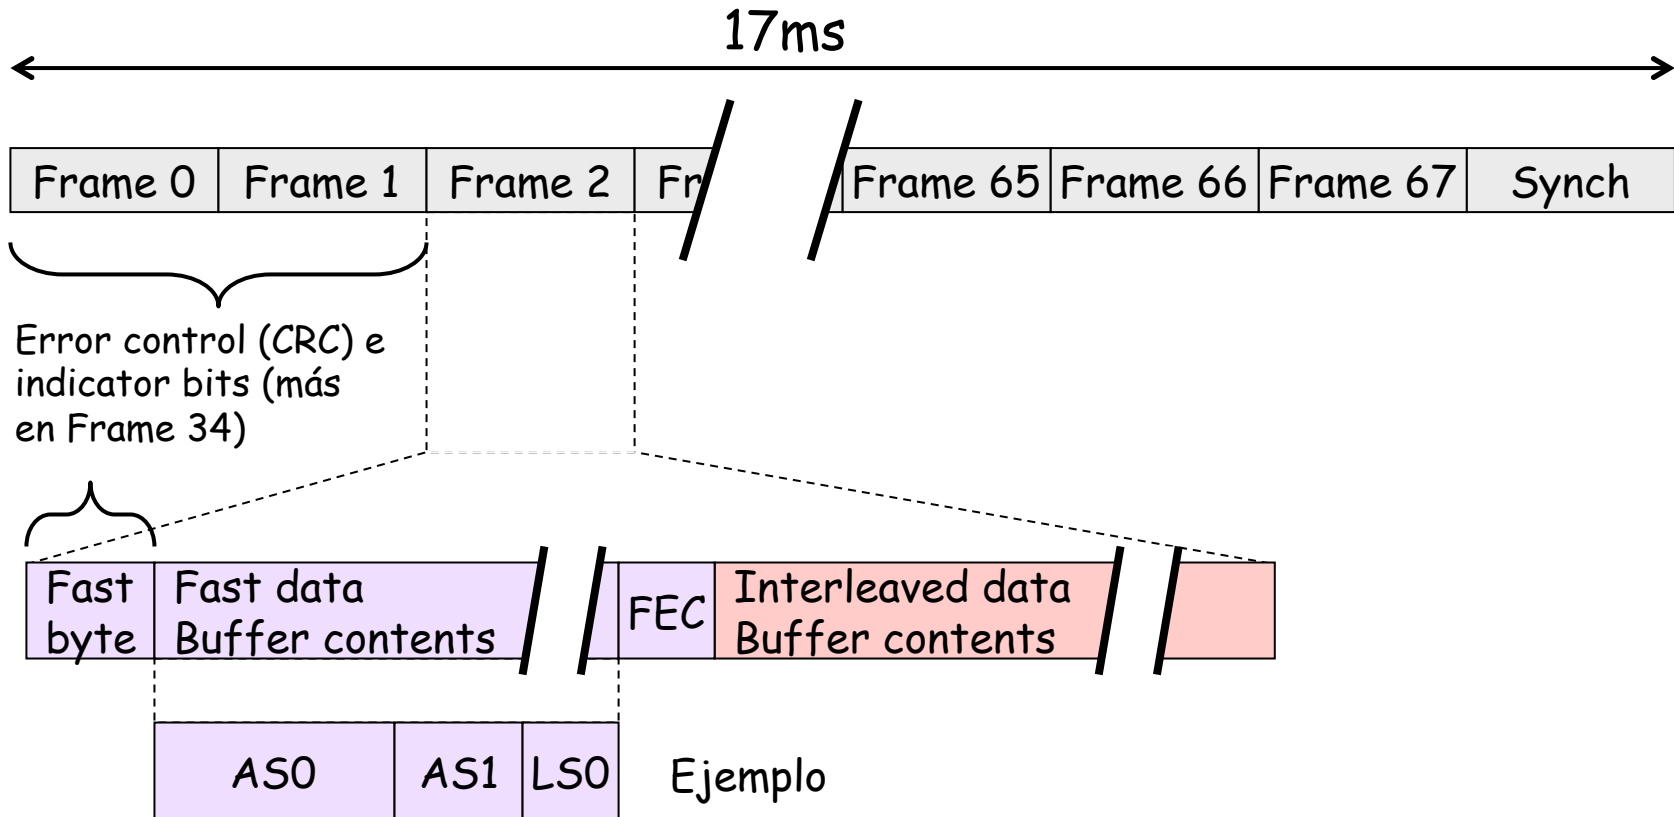 17ms
Frame 0 Frame 1 Frame 2 Fr Frame 65 Frame 66 Frame 67 Synch
Error control (CRC) e
indicator bits (más
en Frame 34)
Fast
byte
Fast data
Buffer contents
FEC
Interleaved data
Buffer contents
AS0 AS1 LS0 Ejemplo